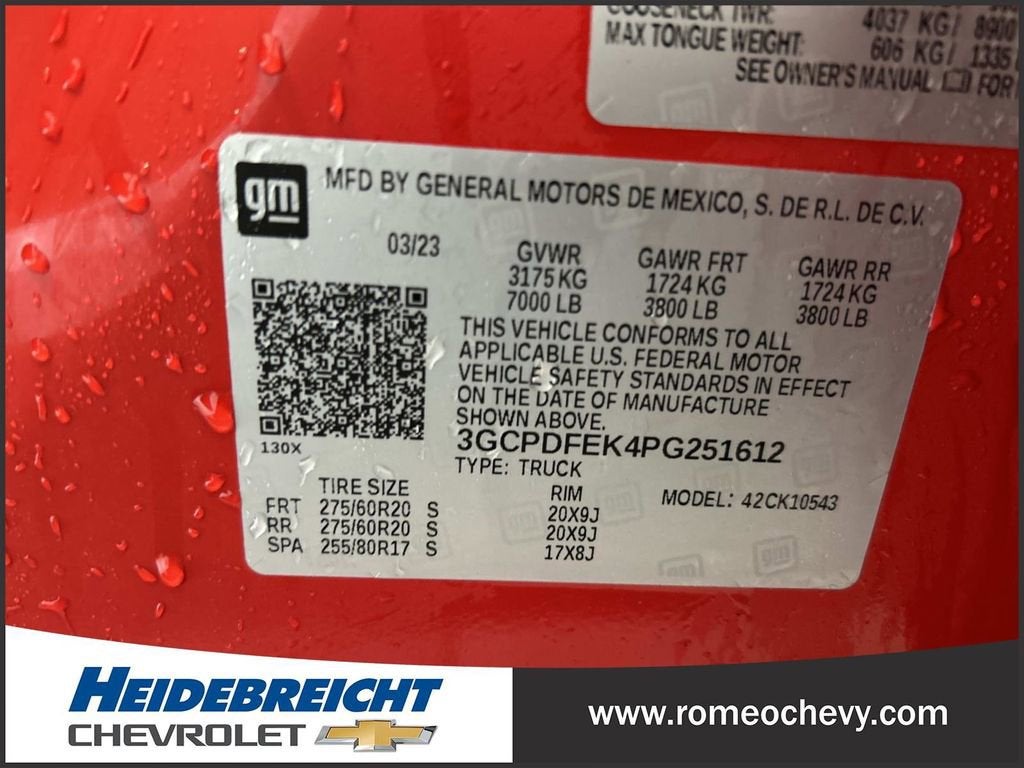 GOOSENECK TWR: 4037 KG/ 8900
MAX TONGUE WEIGHT: 606 KG/ 1335
SEE OWNER'S MANUAL FOR
gm
MFD BY GENERAL MOTORS DE MEXICO, S. DE R.L. DE C.V.
03/23 GVWR GAWR FRT GAWR RR
3175 KG 1724 KG 1724 KG
7000 LB 3800 LB 3800 LB
THIS VEHICLE CONFORMS TO ALL
APPLICABLE U.S. FEDERAL MOTOR
VEHICLE SAFETY STANDARDS IN EFFECT
ON THE DATE OF MANUFACTURE
SHOWN ABOVE.
3GCPDFEK4PG251612
130X
TYPE: TRUCK
TIRE SIZE RIM MODEL: 42CK10543
FRT 275/60R20 S 20X9J
RR 275/60R20 S 20X9J
SPA 255/80R17 S 17X8J
HEIDEBREICHT
CHEVROLET
www.romeochevy.com